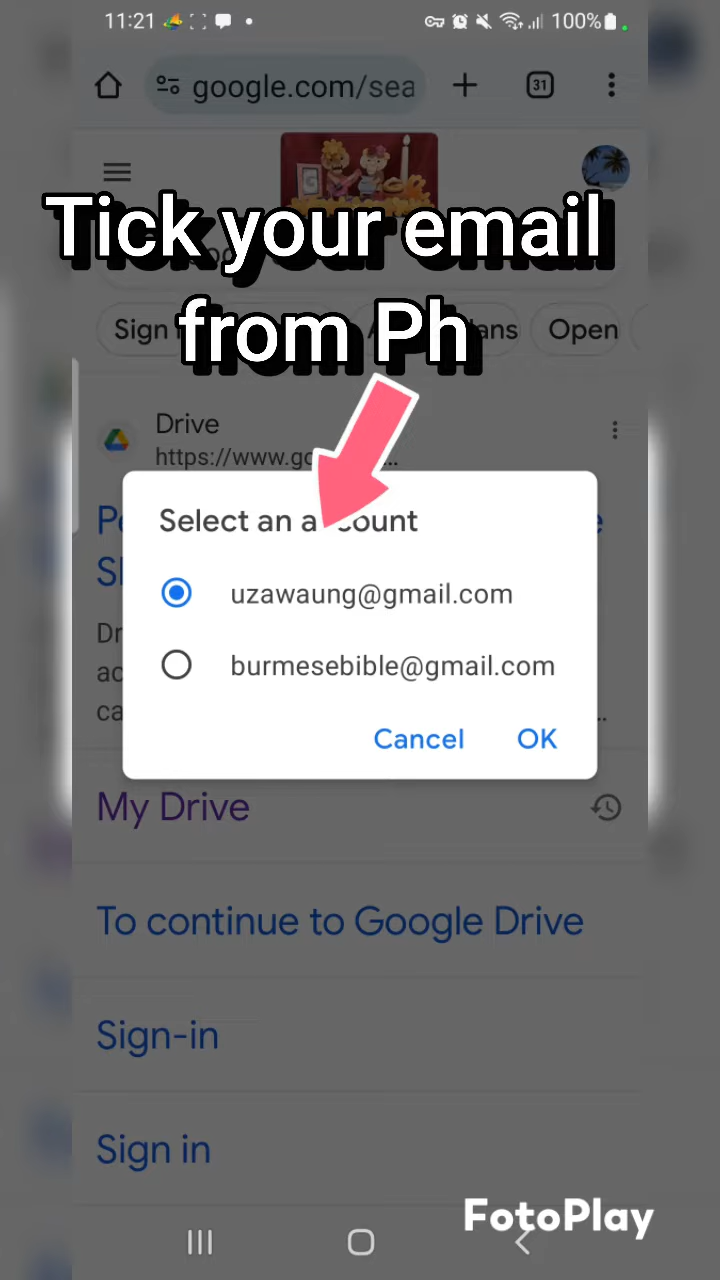 11:21
100%
google.com/sea
31
Tick your email
from Ph
Sign
ans
Open
Drive
https://www.go
...
Select an a count
uzawaung@gmail.com
burmesebible@gmail.com
Cancel
OK
My Drive
To continue to Google Drive
Sign-in
Sign in
FotoPlay